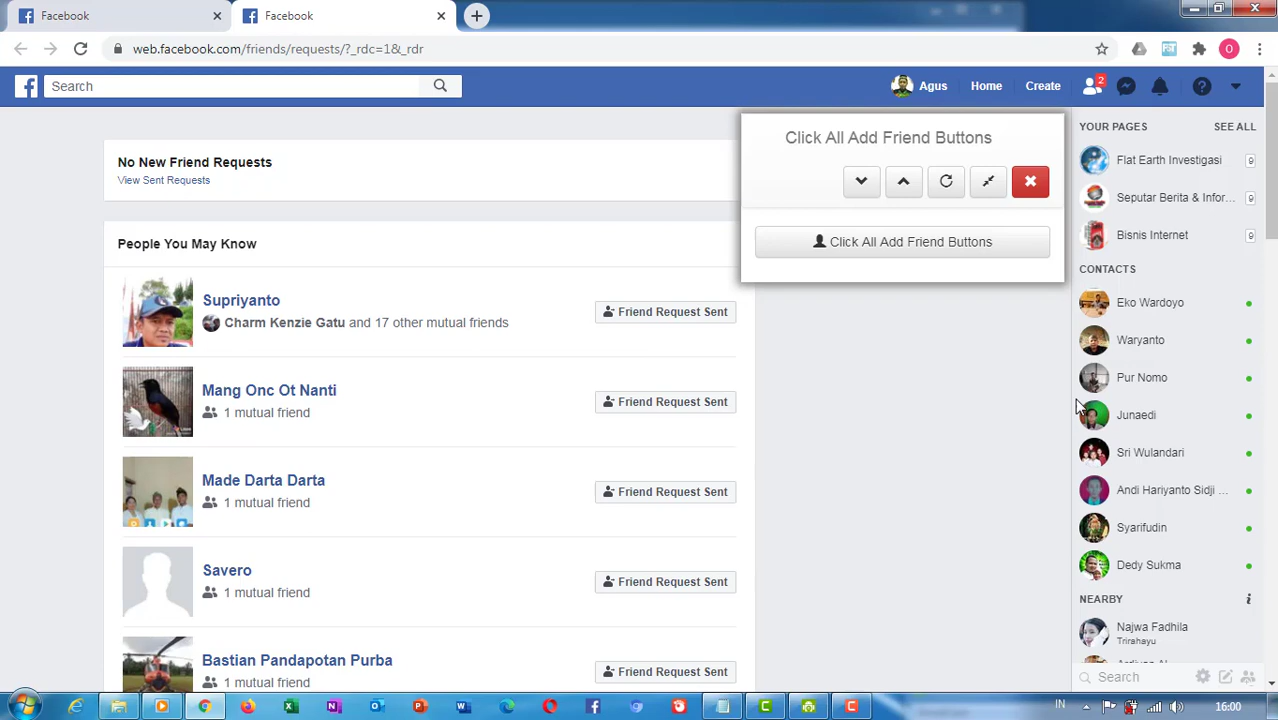 Facebook
Facebook
web.facebook.com/friends/requests/?_rdc=1&_rdr
O
Search
Agus
Home
Create
2
Click All Add Friend Buttons
Click All Add Friend Buttons
No New Friend Requests
View Sent Requests
People You May Know
Supriyanto
Charm Kenzie Gatu and 17 other mutual friends
Friend Request Sent
Mang Onc Ot Nanti
1 mutual friend
Friend Request Sent
Made Darta Darta
1 mutual friend
Friend Request Sent
Savero
1 mutual friend
Friend Request Sent
Bastian Pandapotan Purba
1 mutual friend
Friend Request Sent
YOUR PAGES SEE ALL
Flat Earth Investigasi 9
Seputar Berita & Infor... 9
Bisnis Internet 9
CONTACTS
Eko Wardoyo
Waryanto
Pur Nomo
Junaedi
Sri Wulandari
Andi Hariyanto Sidji ...
Syarifudin
Dedy Sukma
NEARBY
Najwa Fadhila
Trirahayu
Search
IN
16:00